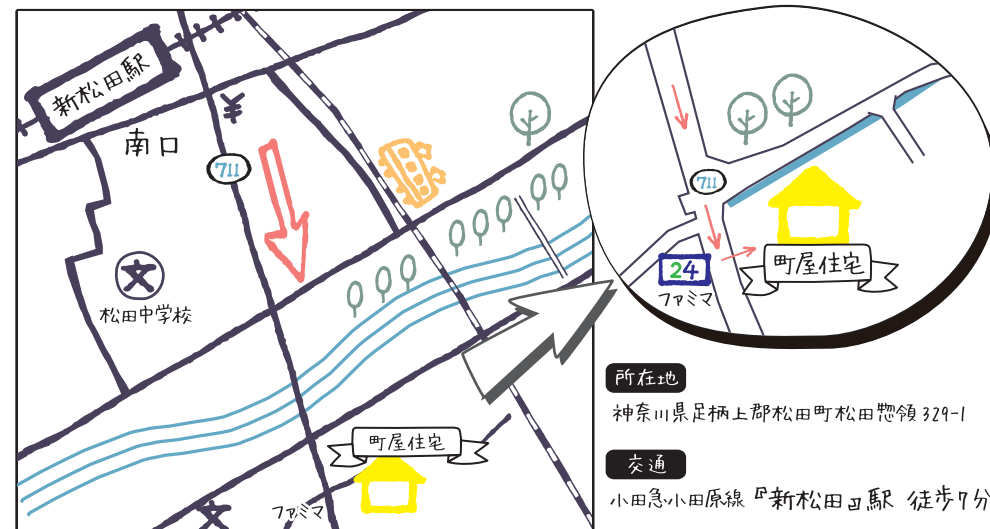 新松田駅
南口
¥
711
文
松田中学校
町屋住宅
ファミマ
文
711
24
ファミマ
町屋住宅
所在地
神奈川県足柄上郡松田町松田惣領329-1
交通
小田急小田原線『新松田』駅 徒歩7分